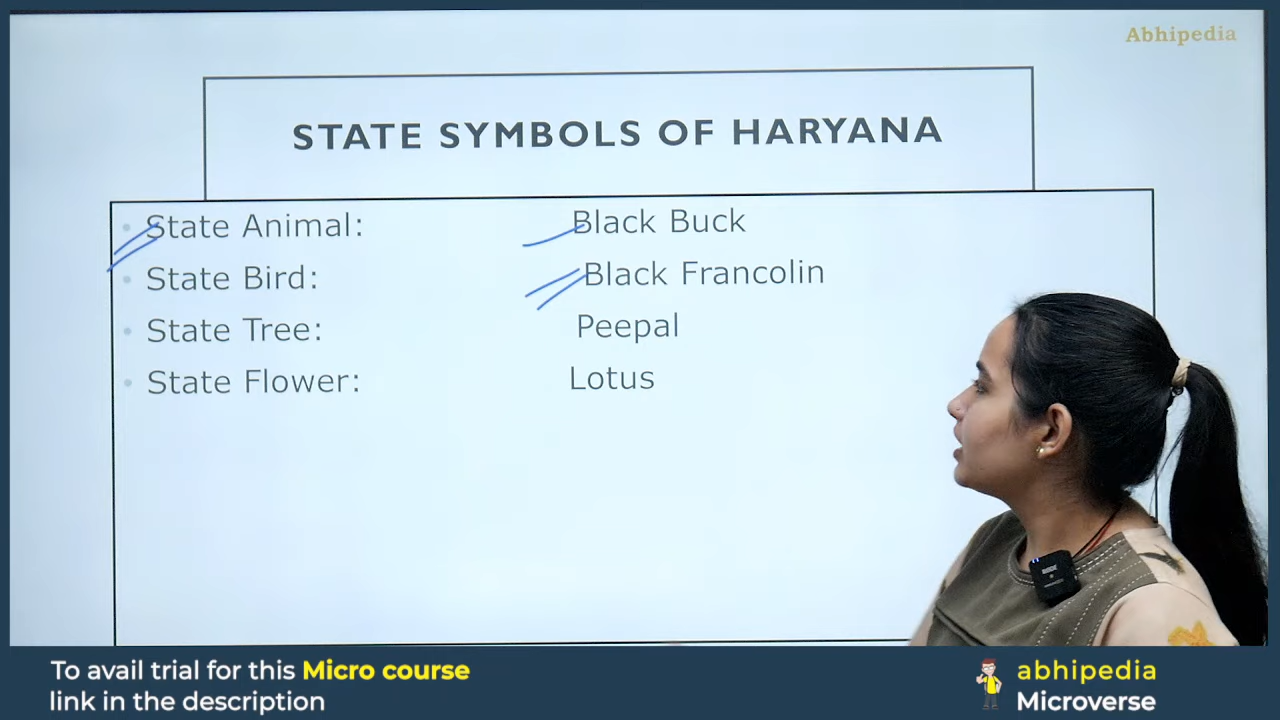 Abhipedia
STATE SYMBOLS OF HARYANA
• State Animal: Black Buck
• State Bird: Black Francolin
• State Tree: Peepal
• State Flower: Lotus
To avail trial for this Micro course
link in the description
abhipedia
Microverse